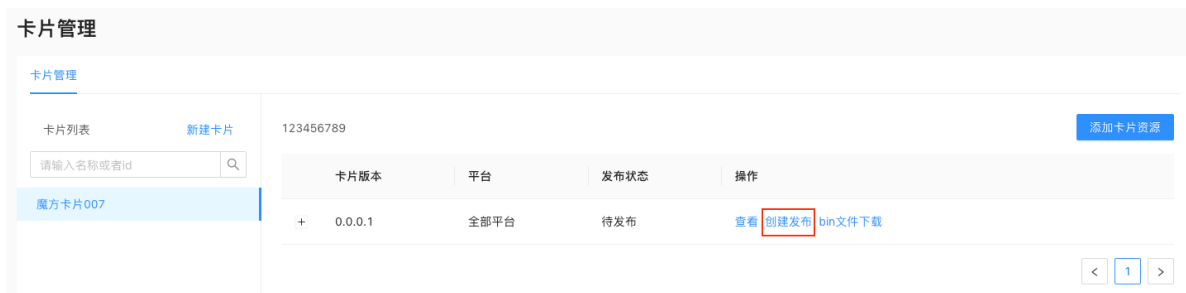 卡片管理
卡片管理
卡片列表 新建卡片
请输入名称或者id
魔方卡片007
123456789 添加卡片资源
卡片版本 平台 发布状态 操作
+ 0.0.0.1 全部平台 待发布 查看 创建发布 bin文件下载
< 1 >